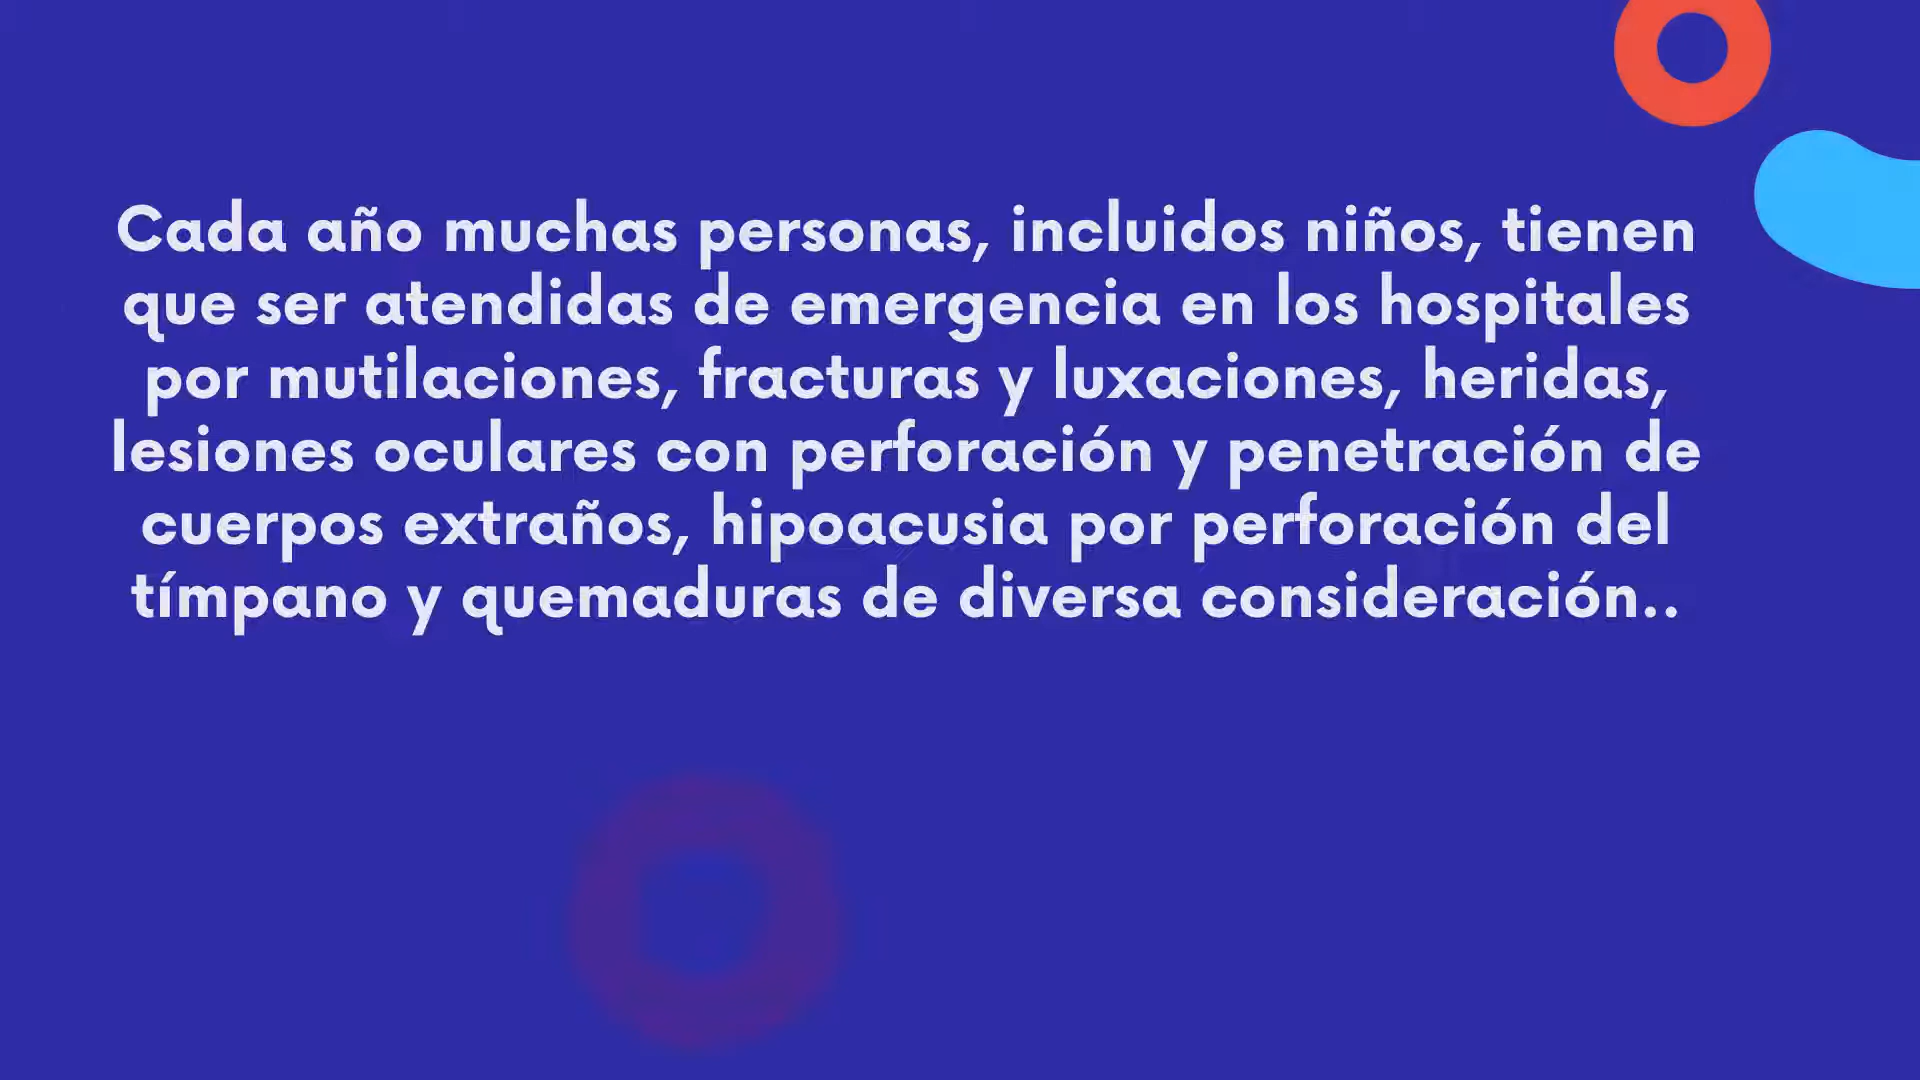 Cada año muchas personas, incluidos niños, tienen
que ser atendidas de emergencia en los hospitales
por mutilaciones, fracturas y luxaciones, heridas,
lesiones oculares con perforación y penetración de
cuerpos extraños, hipoacusia por perforación del
tímpano y quemaduras de diversa consideración..